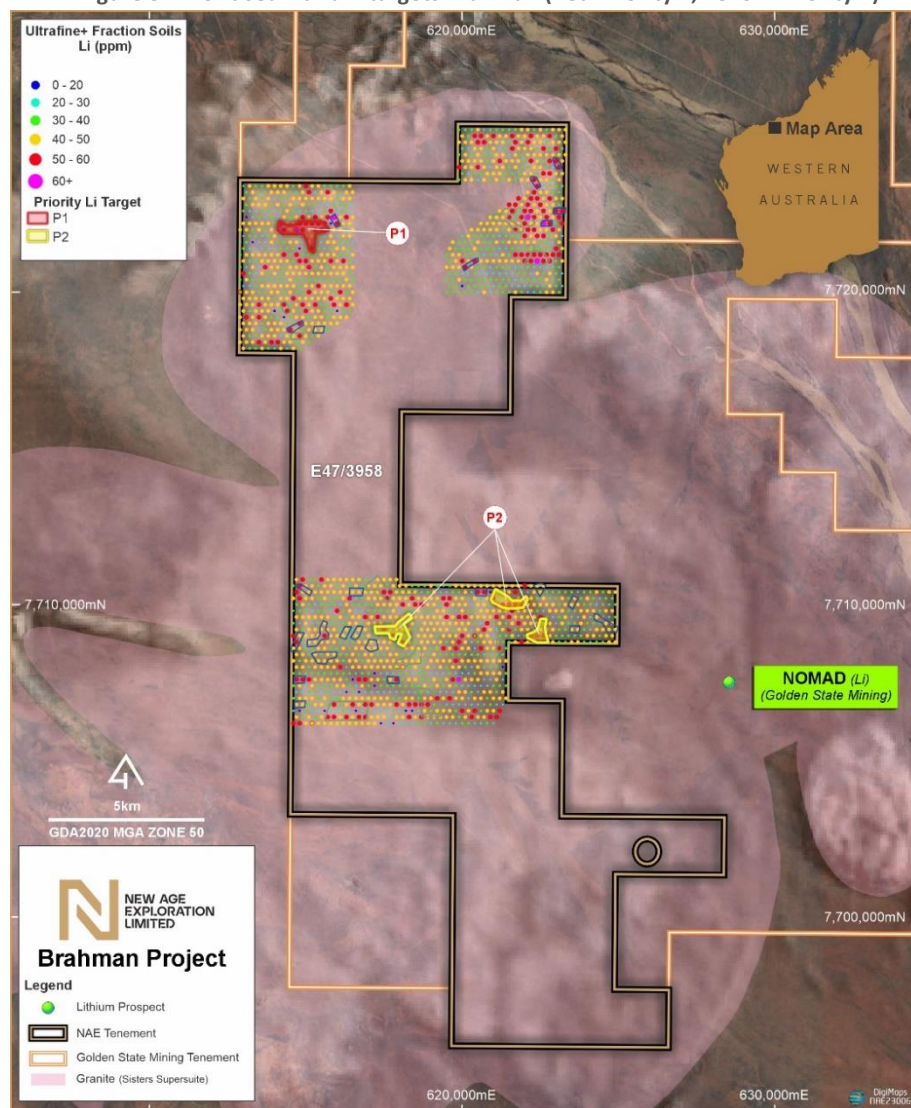 Ultrafine+ Fraction Soils
Li (ppm)
0 - 20
20 - 30
30 - 40
40 - 50
50 - 60
60+
Priority Li Target
P1
P2
620,000mE
630,000mE
Map Area
WESTERN
AUSTRALIA
P1
7,720,000mN
E47/3958
P2
7,710,000mN
7,710,000mN
NOMAD (Li)
(Golden State Mining)
5km
GDA2020 MGA ZONE 50
7,700,000mN
NEW AGE
EXPLORATION
LIMITED
Brahman Project
Legend
Lithium Prospect
NAE Tenement
Golden State Mining Tenement
Granite (Sisters Supersuite)
620,000mE
630,000mE
DigiMaps
NAE23006